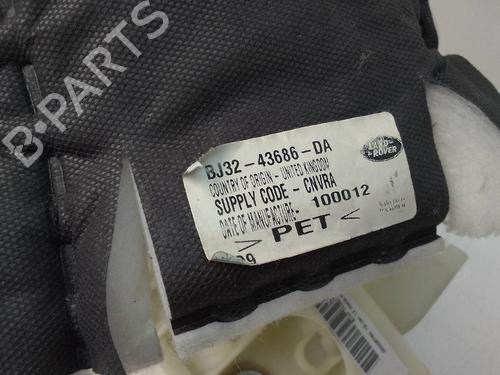 B-PARTS
BJ32-43686-DA
COUNTRY OF ORIGIN - UNITED KINGDOM
SUPPLY CODE - CNVRA
DATE OF MANUFACTURE- 100012
> PET <
LAND
ROVER